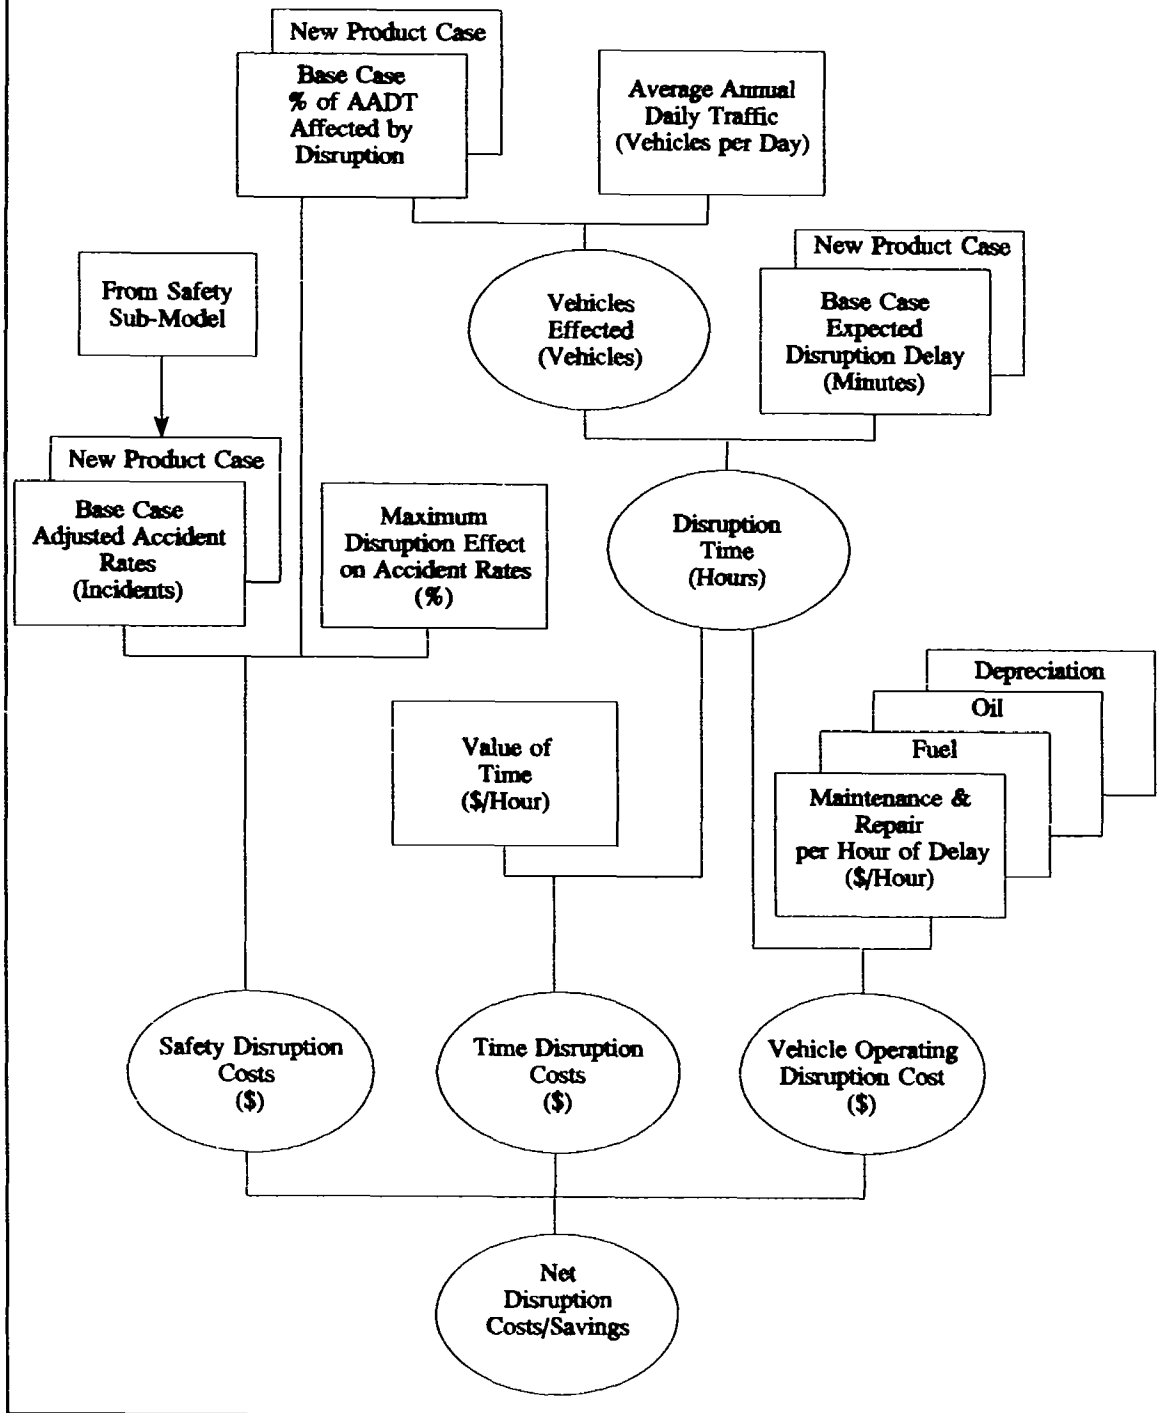 New Product Case
Base Case
% of AADT
Affected by
Disruption
Average Annual
Daily Traffic
(Vehicles per Day)
From Safety
Sub-Model
Vehicles
Effected
(Vehicles)
New Product Case
Base Case
Expected
Disruption Delay
(Minutes)
New Product Case
Base Case
Adjusted Accident
Rates
(Incidents)
Maximum
Disruption Effect
on Accident Rates
(%)
Disruption
Time
(Hours)
Depreciation
Oil
Fuel
Maintenance &
Repair
per Hour of Delay
($/Hour)
Value of
Time
($/Hour)
Safety Disruption
Costs
($)
Time Disruption
Costs
($)
Vehicle Operating
Disruption Cost
($)
Net
Disruption
Costs/Savings